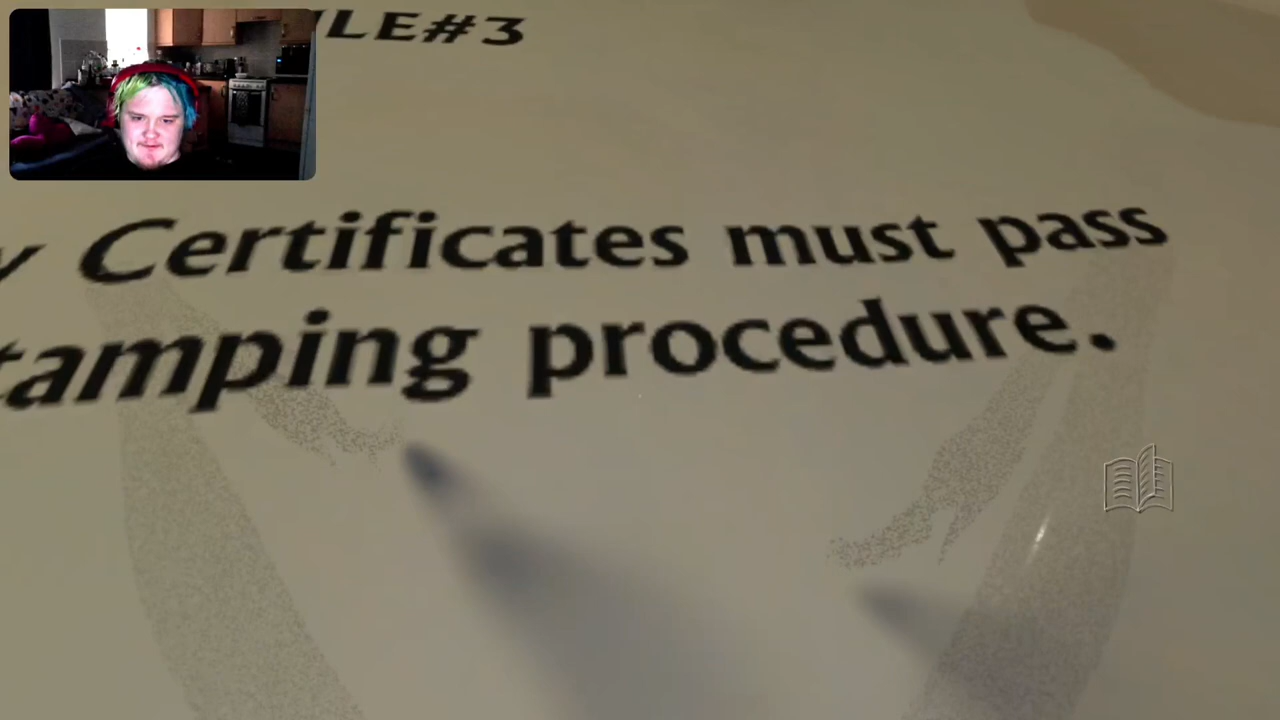 LE#3
y Certificates must pass
tamping procedure.